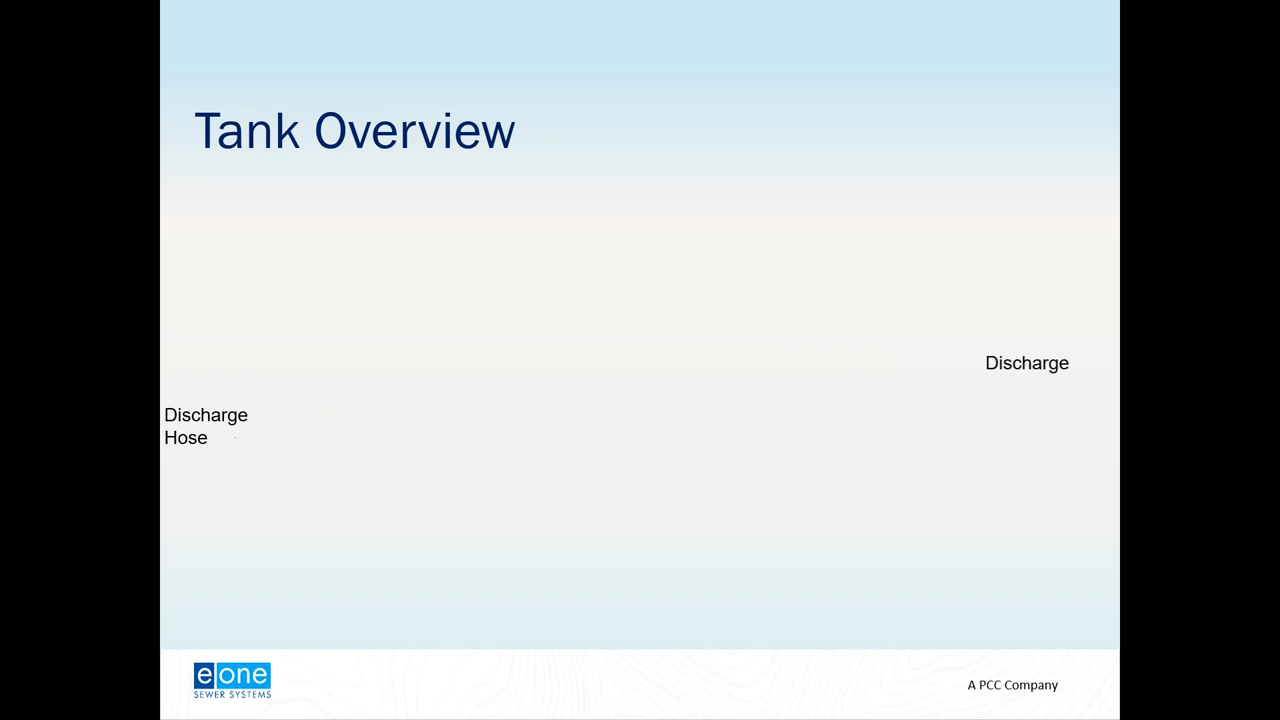 Tank Overview
Discharge
Discharge
Hose
eone
SEWER SYSTEMS
A PCC Company